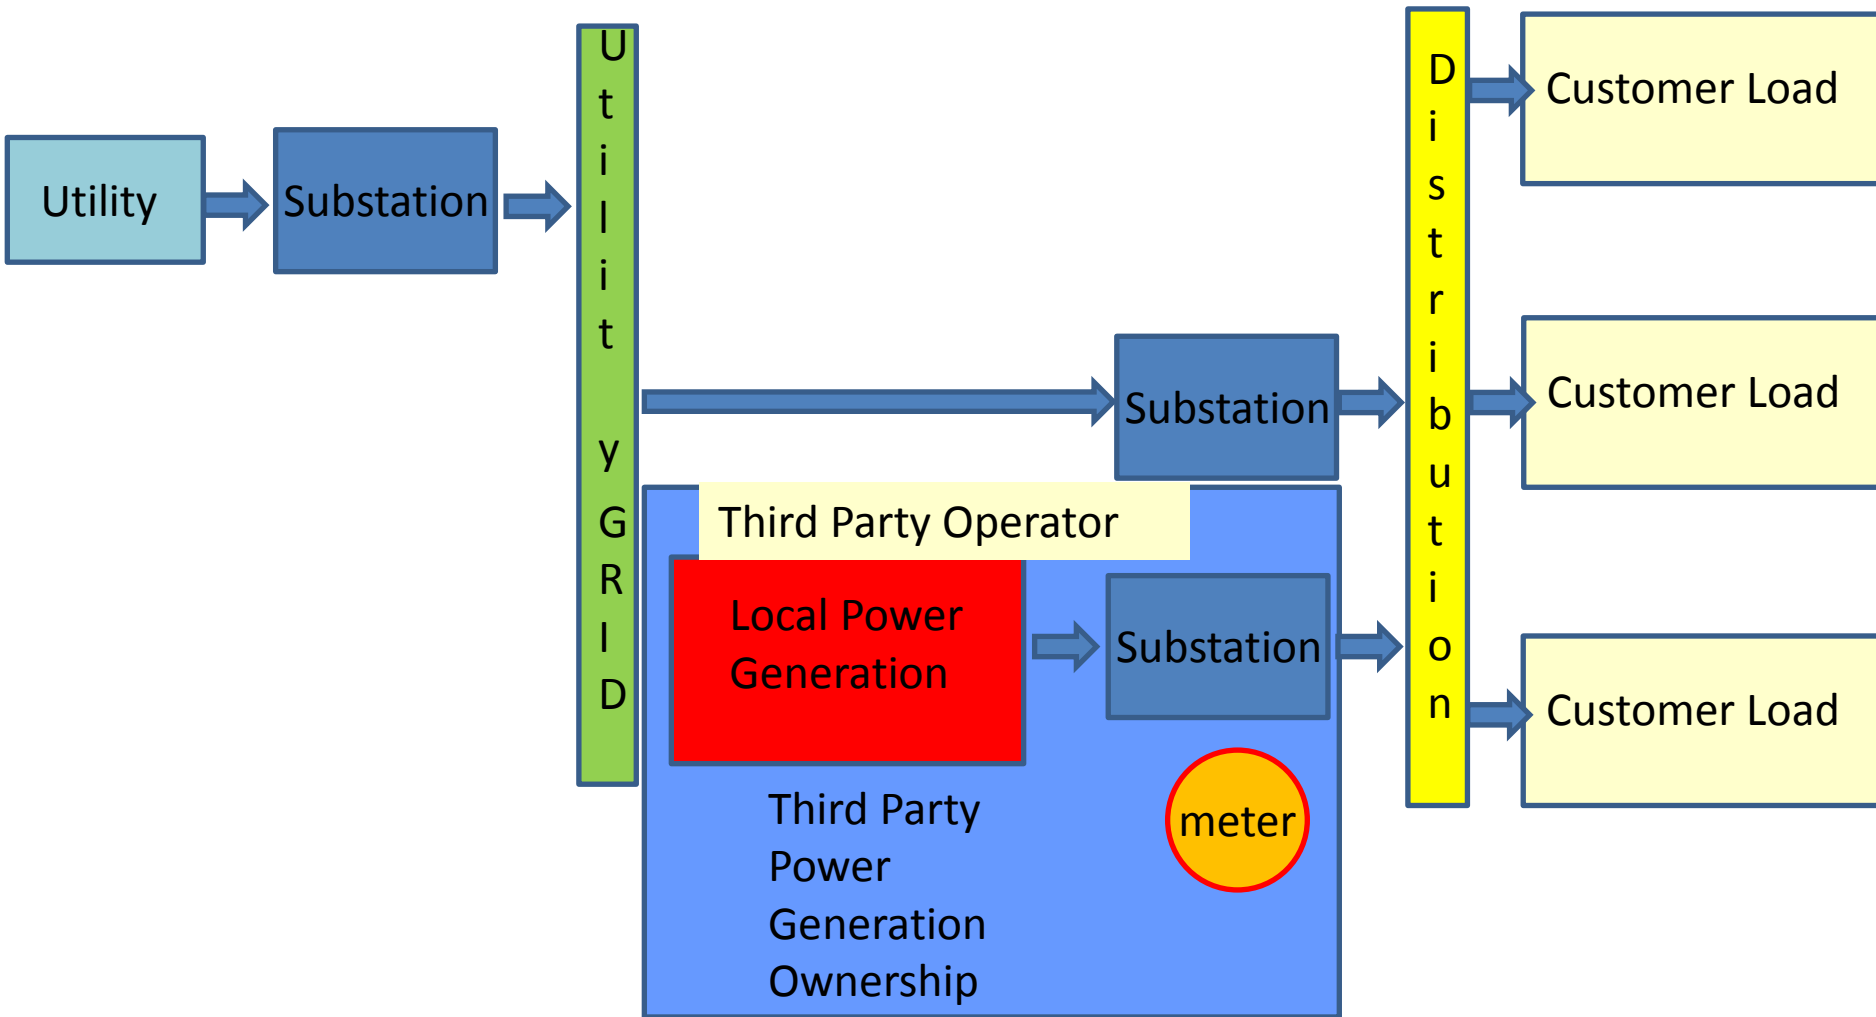 Utility
Substation
Utility GRID
Substation
Third Party Operator
Local Power
Generation
Substation
Third Party
Power
Generation
Ownership
meter
Distribution
Customer Load
Customer Load
Customer Load